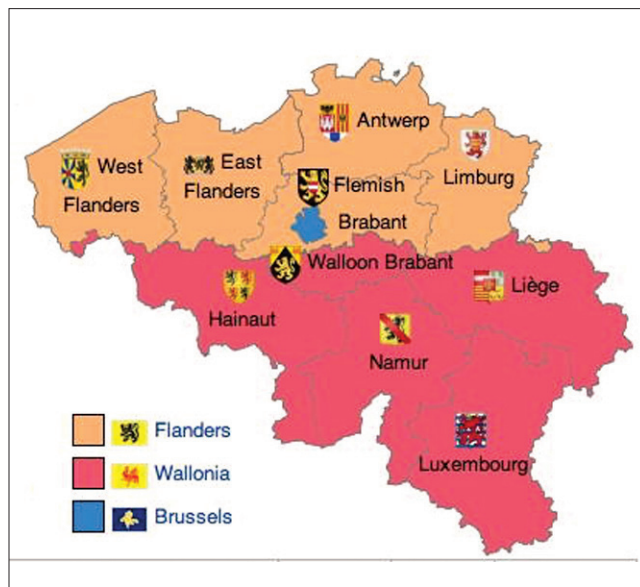 Antwerp
West
Flanders
East
Flanders
Limburg
Flemish
Brabant
Walloon Brabant
Liège
Hainaut
Namur
Luxembourg
Flanders
Wallonia
Brussels